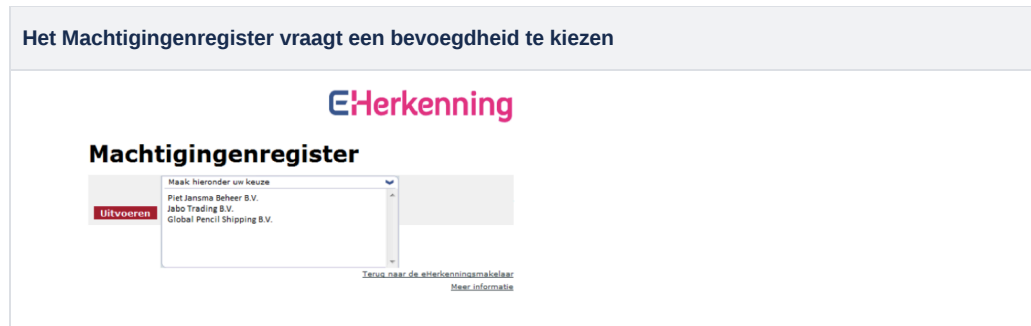 Het Machtigingenregister vraagt een bevoegdheid te kiezen
eHerkenning
Machtigingenregister
Maak hieronder uw keuze
Piet Jansma Beheer B.V.
Jabo Trading B.V.
Global Pencil Shipping B.V.
Uitvoeren
Terug naar de eHerkenningsmakelaar
Meer informatie